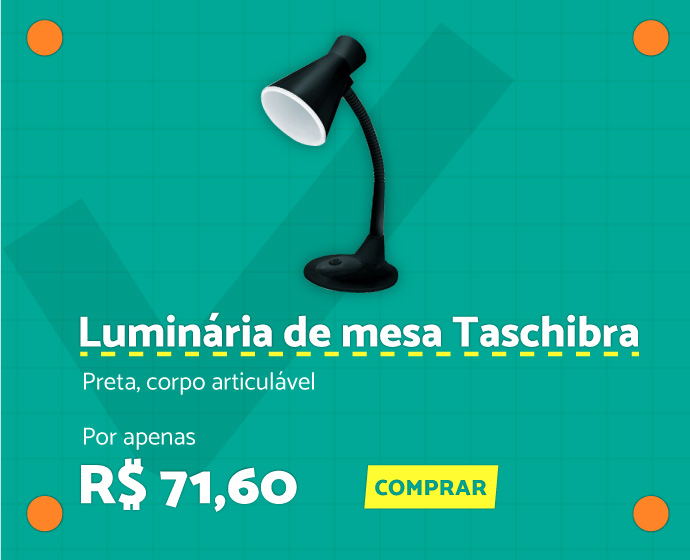 Luminária de mesa Taschibra
Preta, corpo articulável
Por apenas
R$ 71,60
COMPRAR